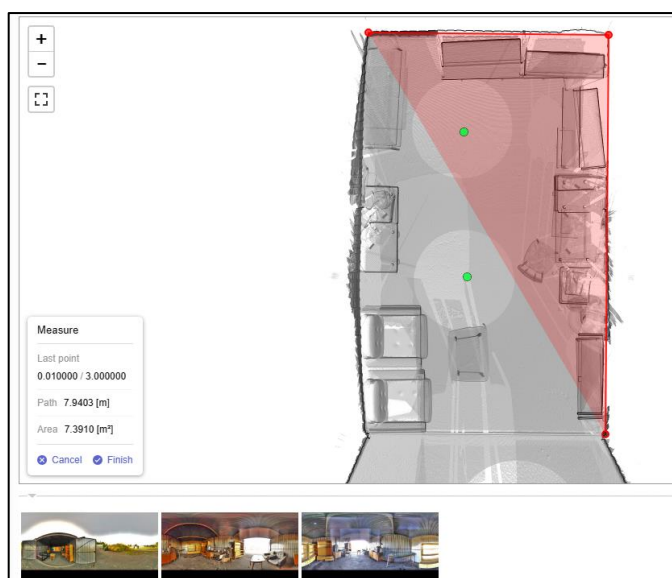 +
−
Measure
Last point
0.010000 / 3.000000
Path 7.9403 [m]
Area 7.3910 [m²]
Cancel Finish